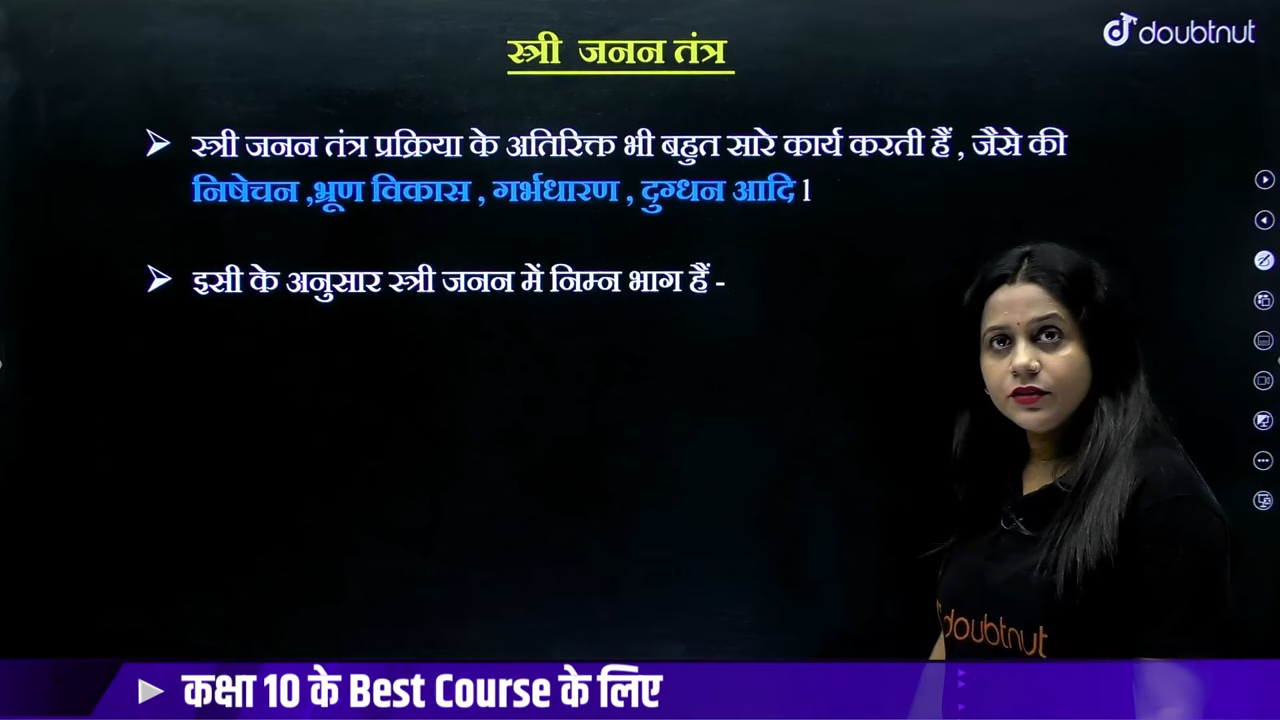 doubtnut
स्त्री जनन तंत्र
स्त्री जनन तंत्र प्रक्रिया के अतिरिक्त भी बहुत सारे कार्य करती हैं , जैसे की
निषेचन ,भ्रूण विकास , गर्भधारण , दुग्धन आदि l
इसी के अनुसार स्त्री जनन में निम्न भाग हैं -
doubtnut
कक्षा 10 के Best Course के लिए